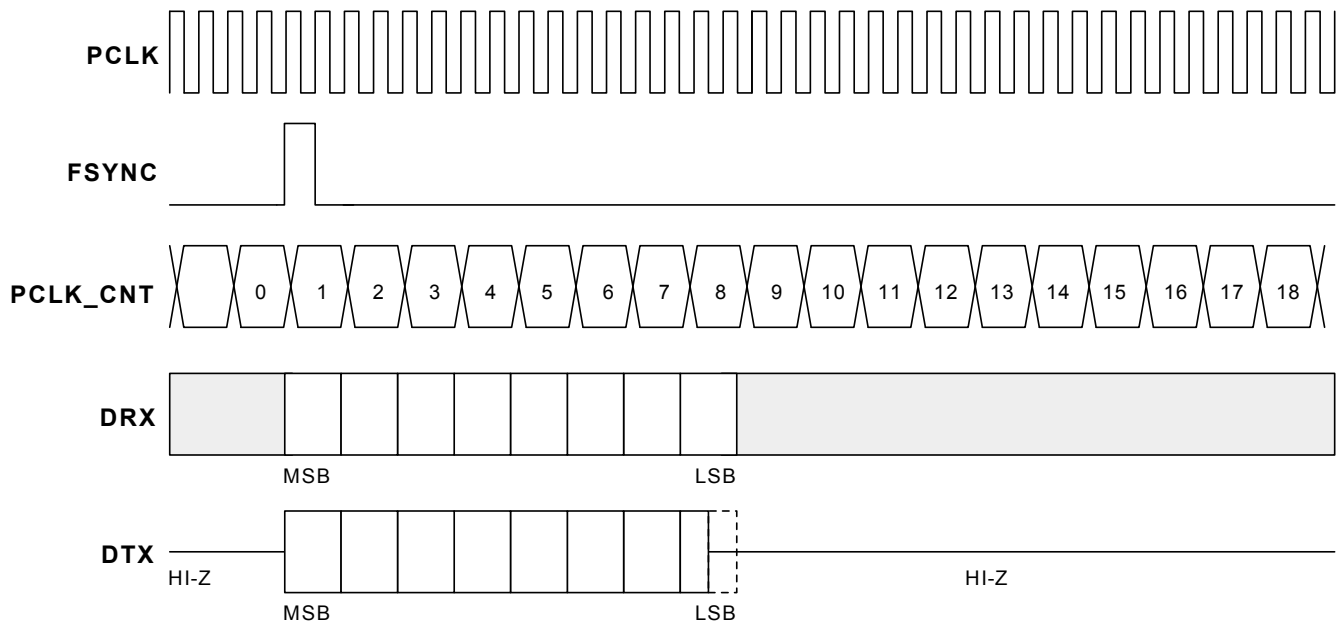 PCLK
FSYNC
PCLK_CNT 0 1 2 3 4 5 6 7 8 9 10 11 12 13 14 15 16 17 18
DRX
MSB LSB
DTX
HI-Z HI-Z
MSB LSB